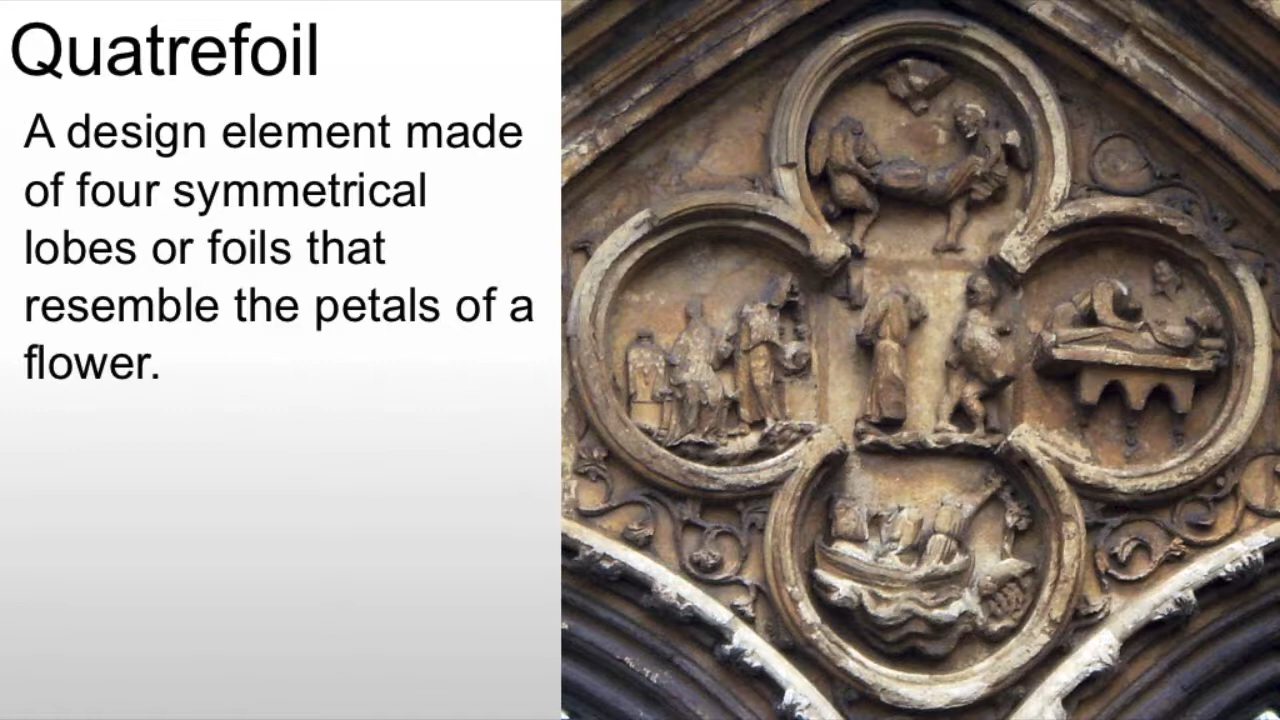 Quatrefoil
A design element made
of four symmetrical
lobes or foils that
resemble the petals of a
flower.